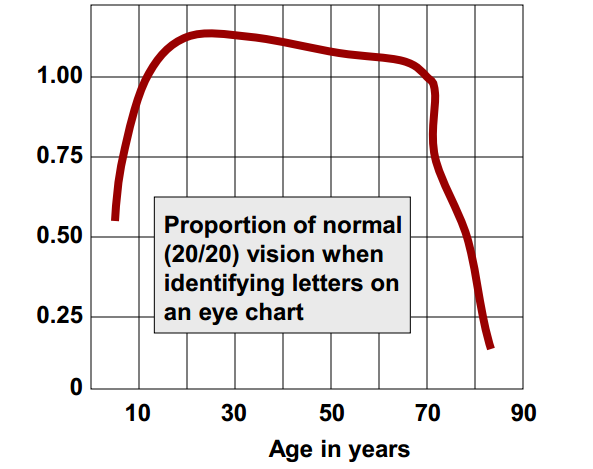 1.00
0.75
Proportion of normal
(20/20) vision when
identifying letters on
an eye chart
0.50
0.25
0
10 30 50 70 90
Age in years